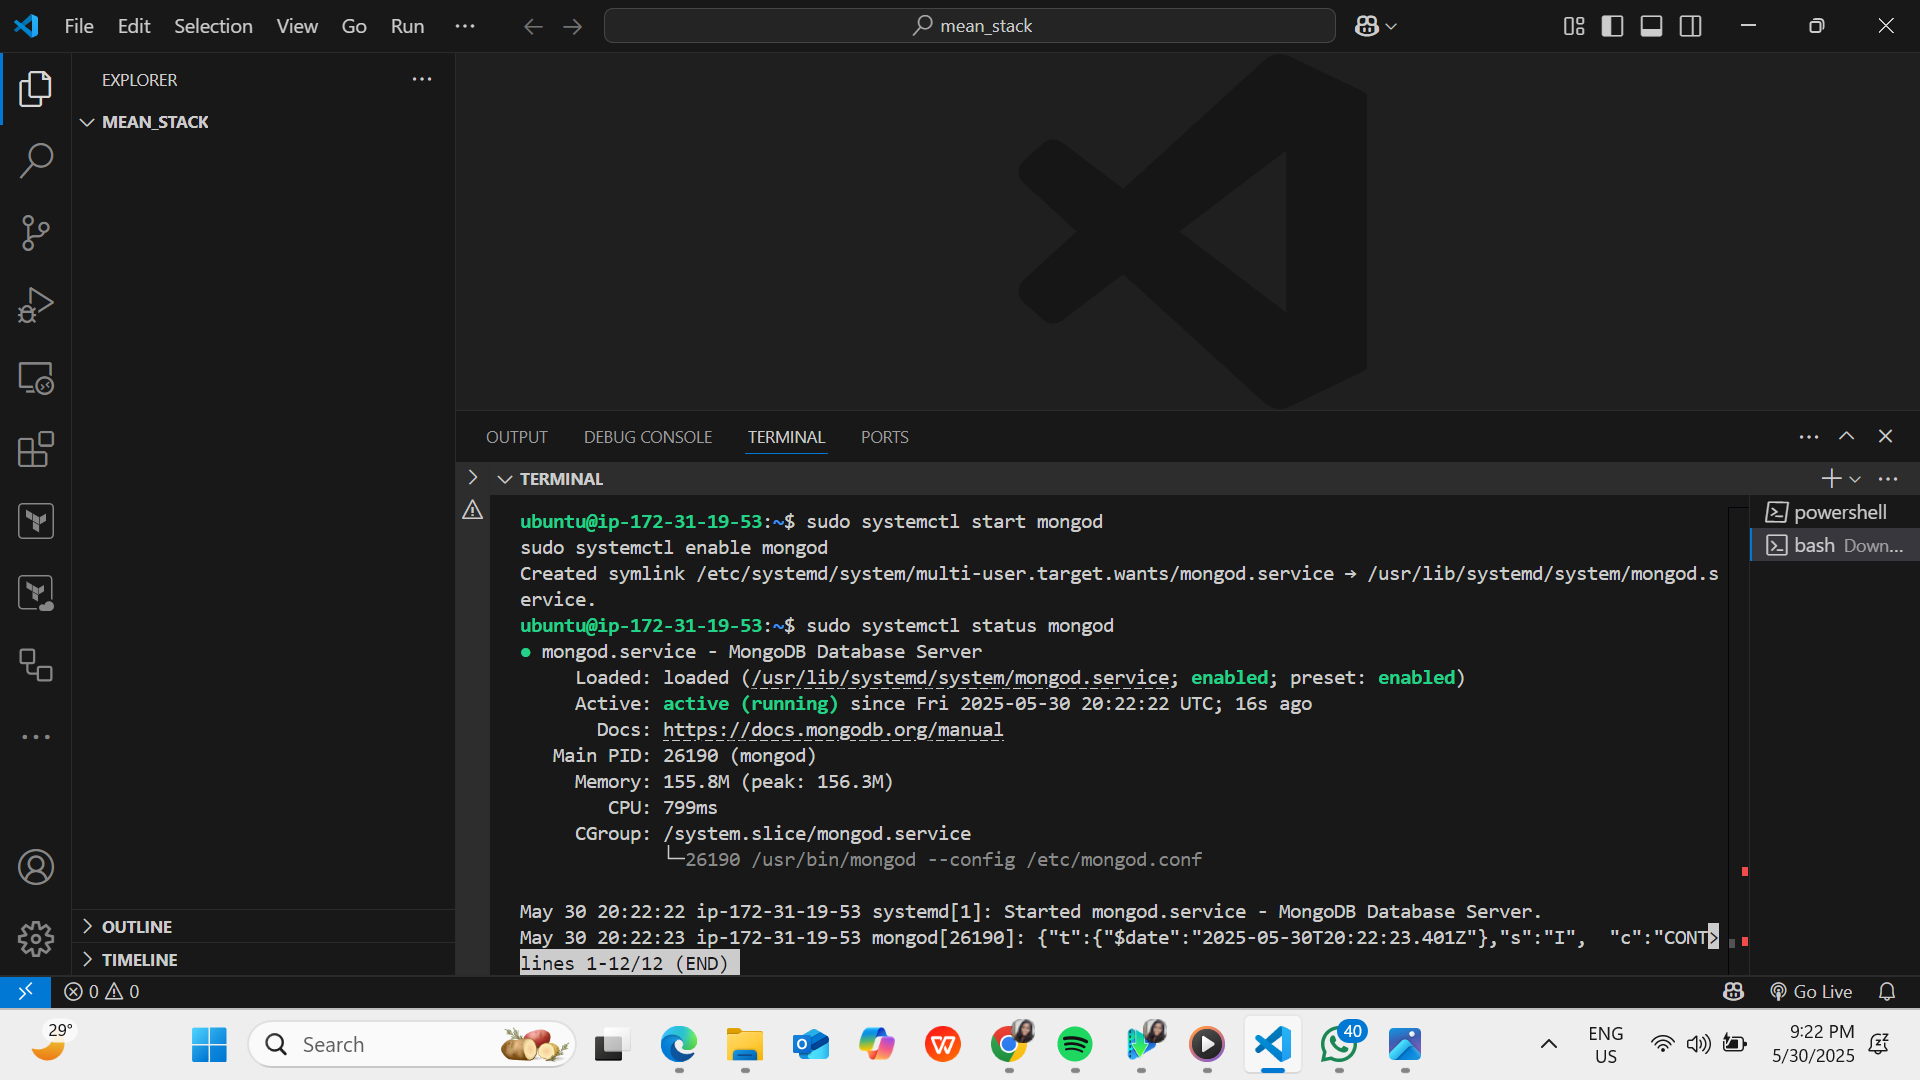 File Edit Selection View Go Run ···
mean_stack
EXPLORER
MEAN_STACK
OUTLINE
TIMELINE
OUTPUT DEBUG CONSOLE TERMINAL PORTS
TERMINAL
powershell
bash Down...
ubuntu@ip-172-31-19-53:~$ sudo systemctl start mongod
sudo systemctl enable mongod
Created symlink /etc/systemd/system/multi-user.target.wants/mongod.service → /usr/lib/systemd/system/mongod.s
ervice.
ubuntu@ip-172-31-19-53:~$ sudo systemctl status mongod
● mongod.service - MongoDB Database Server
Loaded: loaded (/usr/lib/systemd/system/mongod.service; enabled; preset: enabled)
Active: active (running) since Fri 2025-05-30 20:22:22 UTC; 16s ago
Docs: https://docs.mongodb.org/manual
Main PID: 26190 (mongod)
Memory: 155.8M (peak: 156.3M)
CPU: 799ms
CGroup: /system.slice/mongod.service
└─26190 /usr/bin/mongod --config /etc/mongod.conf
May 30 20:22:22 ip-172-31-19-53 systemd[1]: Started mongod.service - MongoDB Database Server.
May 30 20:22:23 ip-172-31-19-53 mongod[26190]: {"t":{"$date":"2025-05-30T20:22:23.401Z"},"s":"I",  "c":"CONT>
lines 1-12/12 (END)
0 0
Go Live
29°
Search
40
ENG
US
9:22 PM
5/30/2025